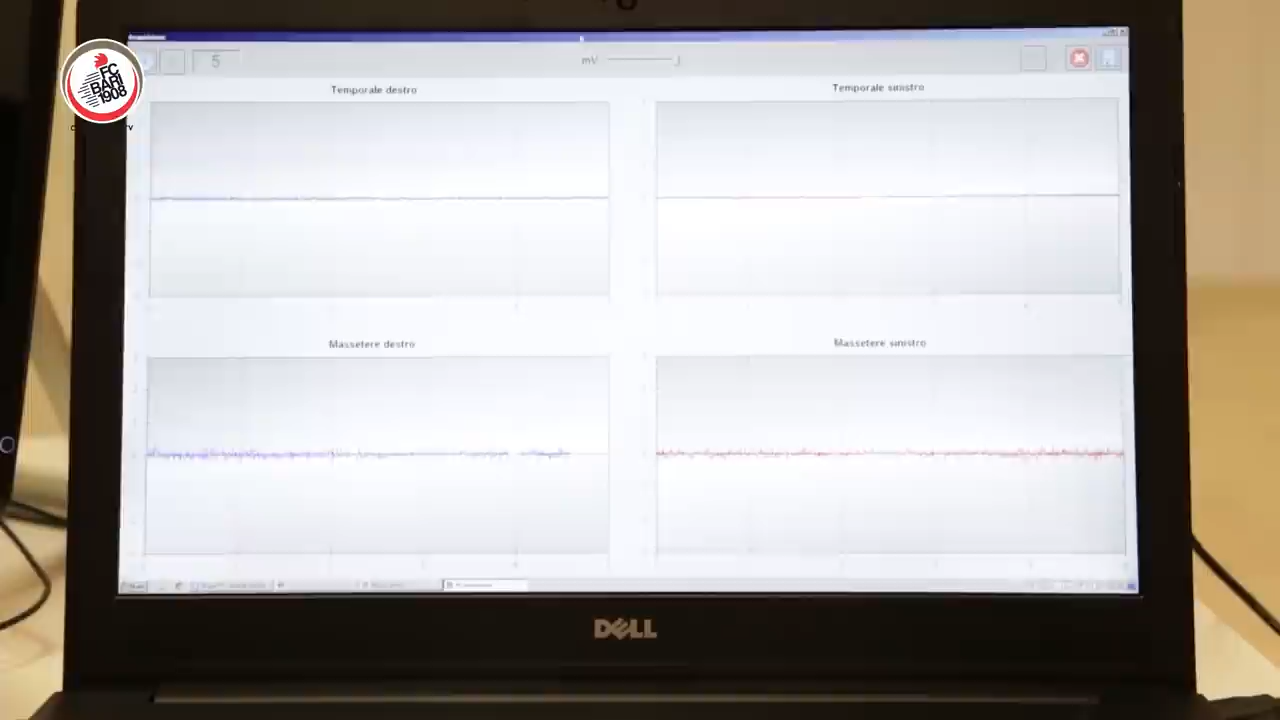 FC
BARI
1908
5
mV
Temporale destro
Temporale sinistro
Massetere destro
Massetere sinistro
DELL